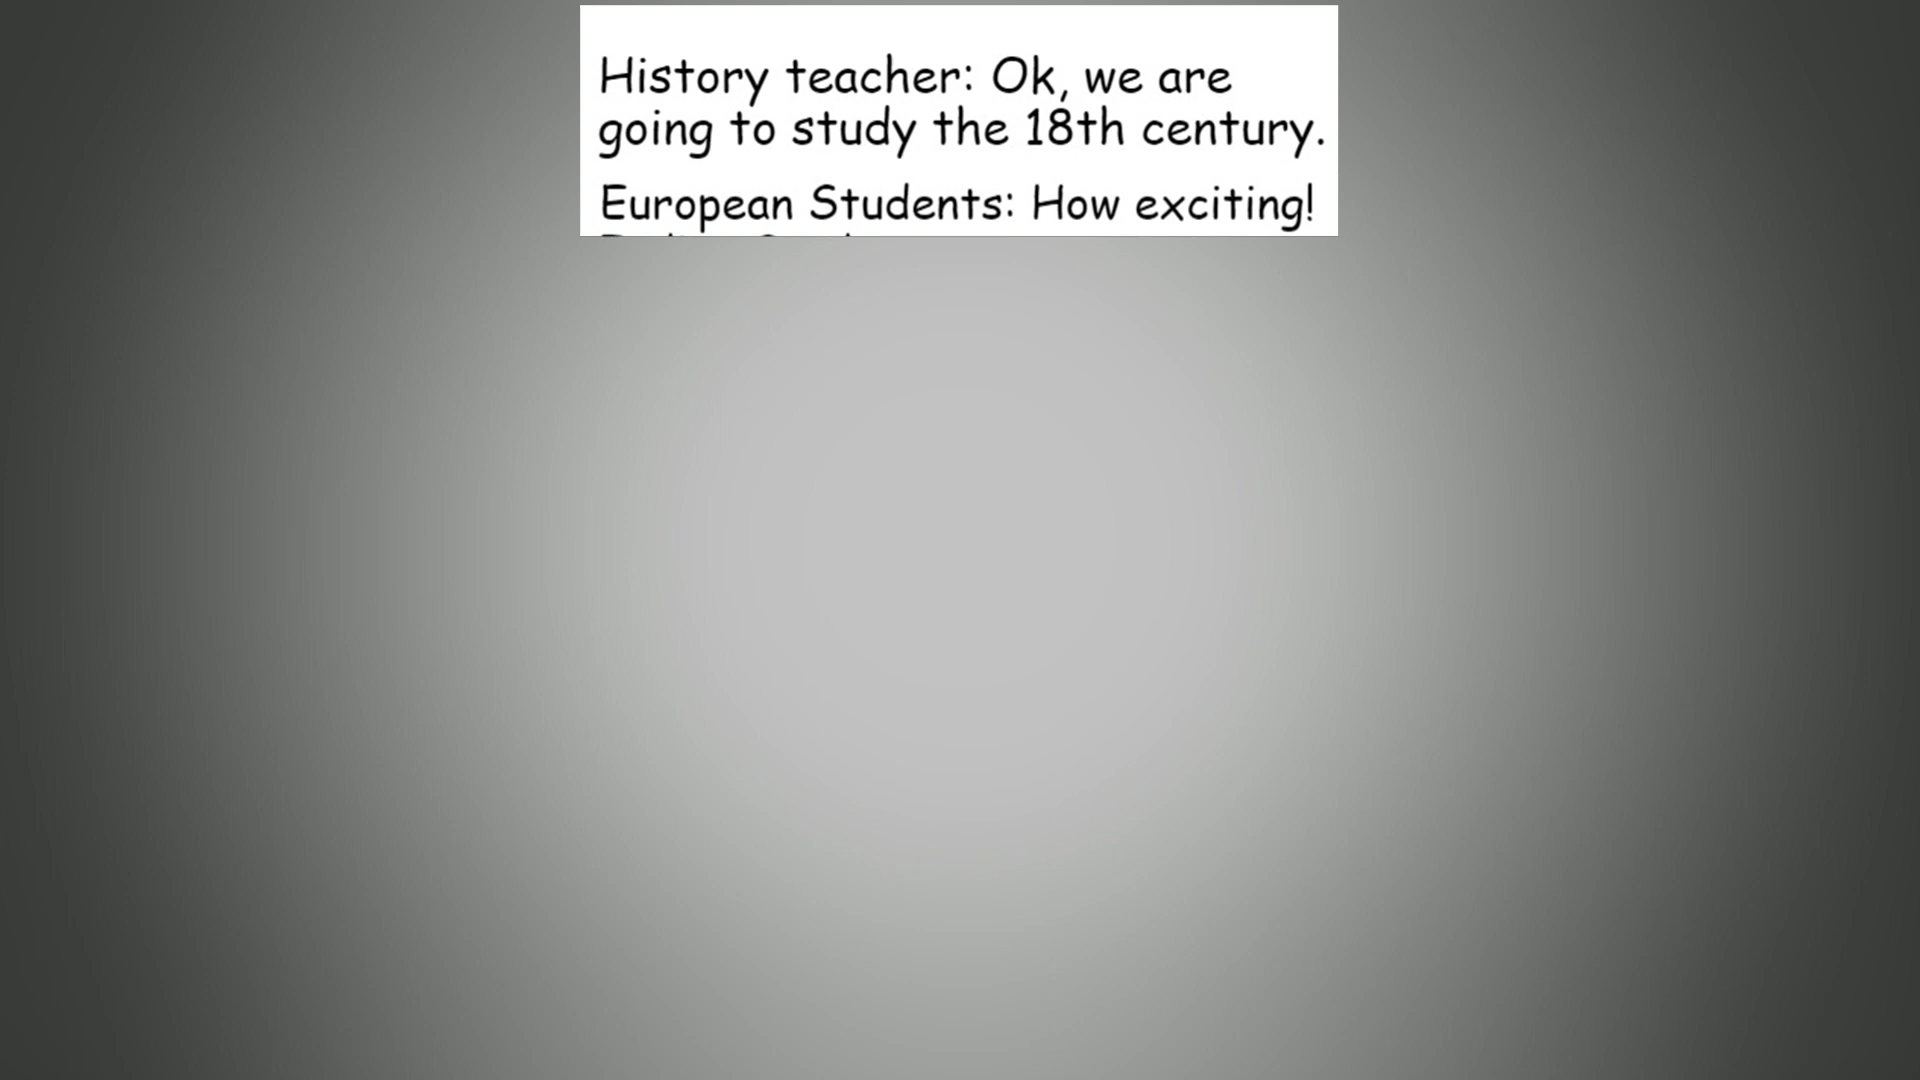 History teacher: Ok, we are
going to study the 18th century.
European Students: How exciting!